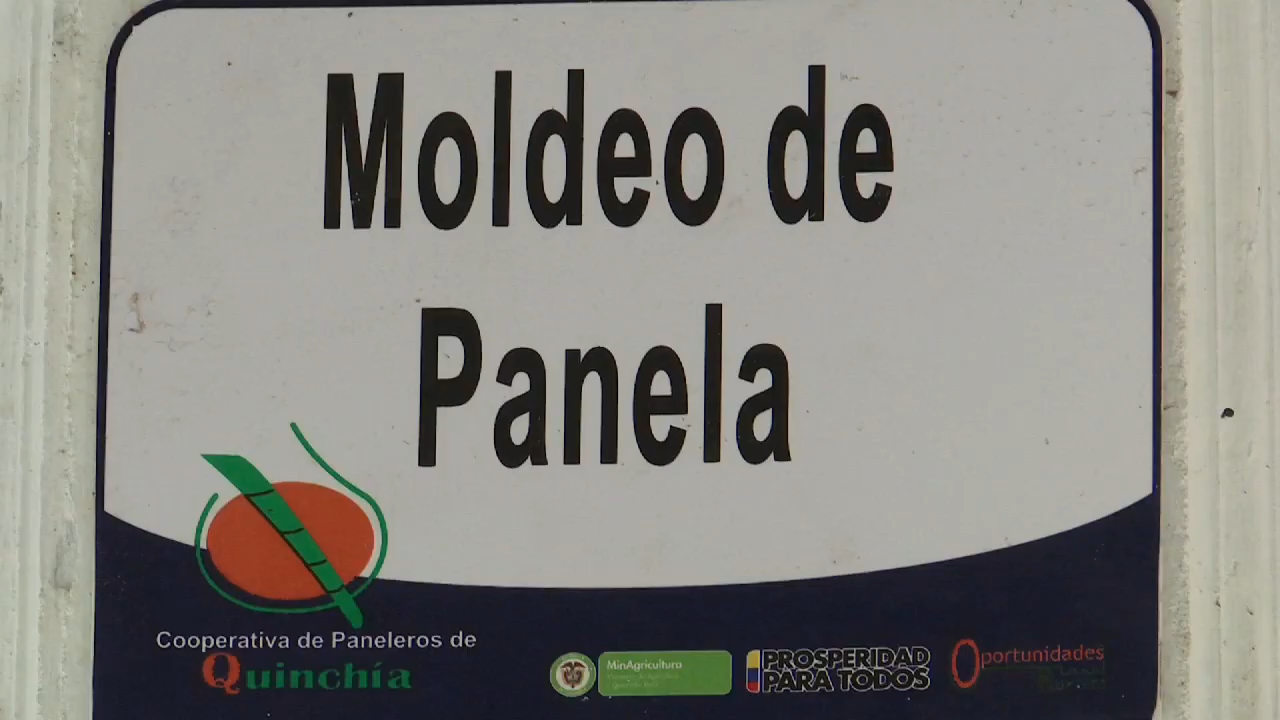 Moldeo de
Panela
Cooperativa de Paneleros de
Quinchía
MinAgricultura
PROSPERIDAD
PARA TODOS
Oportunidades